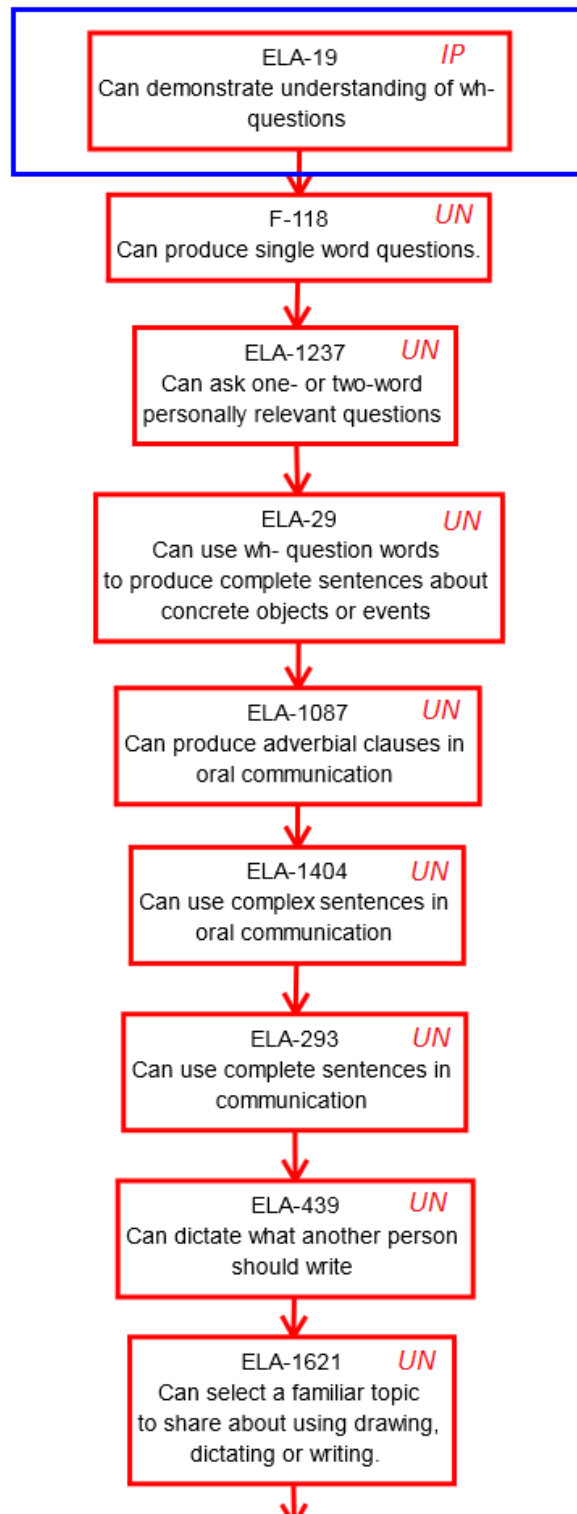 ELA-19 IP
Can demonstrate understanding of wh-
questions
F-118 UN
Can produce single word questions.
ELA-1237 UN
Can ask one- or two-word
personally relevant questions
ELA-29 UN
Can use wh- question words
to produce complete sentences about
concrete objects or events
ELA-1087 UN
Can produce adverbial clauses in
oral communication
ELA-1404 UN
Can use complex sentences in
oral communication
ELA-293 UN
Can use complete sentences in
communication
ELA-439 UN
Can dictate what another person
should write
ELA-1621 UN
Can select a familiar topic
to share about using drawing,
dictating or writing.